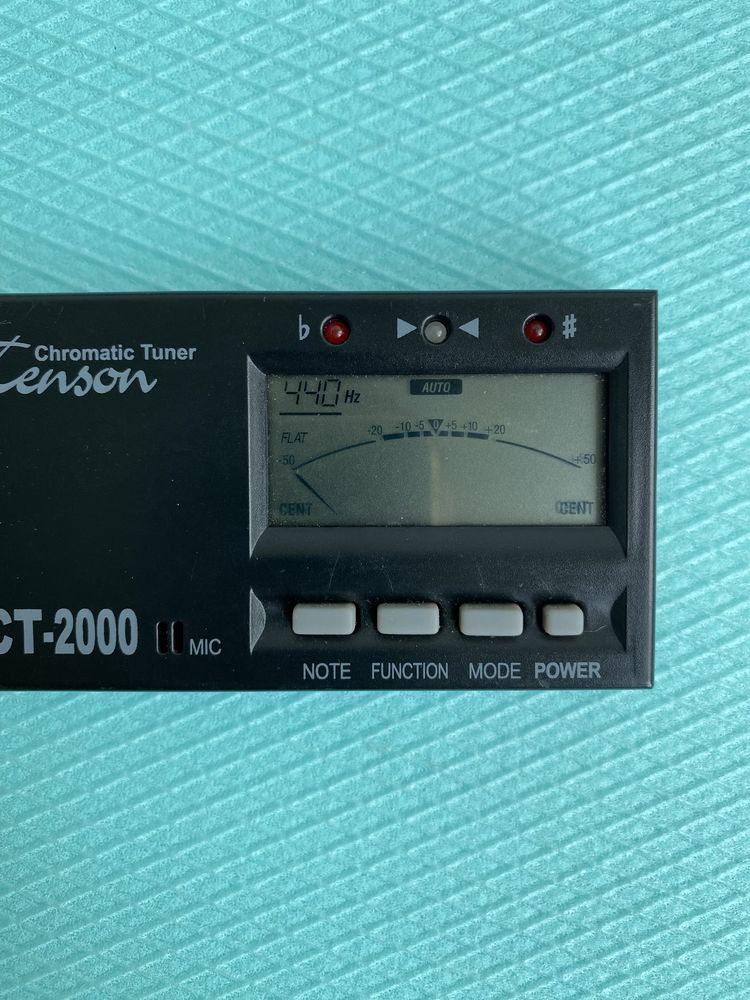 Chromatic Tuner
tenson
♭ ♯
440 Hz
AUTO
FLAT
-50 -20 -10 -5 0 +5 +10 +20 +50
CENT CENT
CT-2000
MIC
NOTE FUNCTION MODE POWER